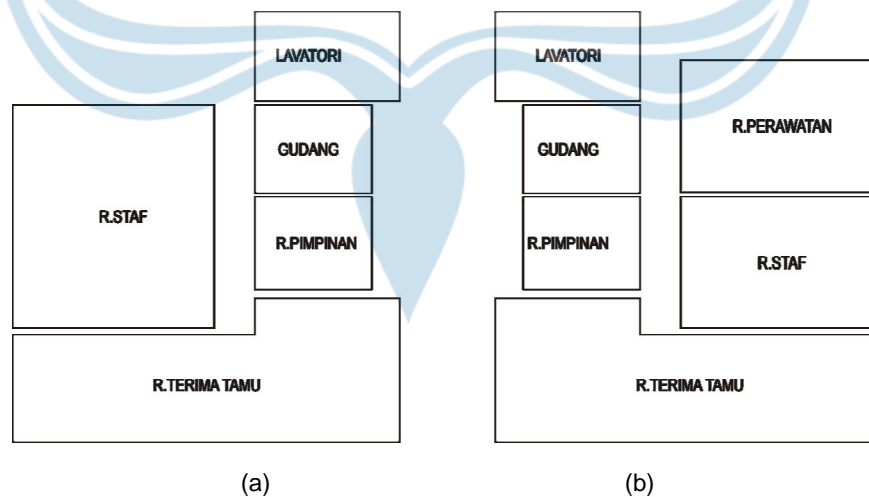 LAVATORI
GUDANG
R.STAF
R.PIMPINAN
R.TERIMA TAMU
(a)
LAVATORI
R.PERAWATAN
GUDANG
R.PIMPINAN
R.STAF
R.TERIMA TAMU
(b)